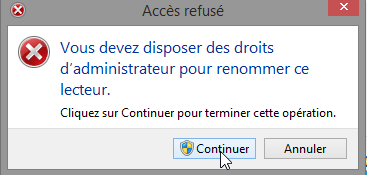 Accès refusé
Vous devez disposer des droits
d'administrateur pour renommer ce
lecteur.
Cliquez sur Continuer pour terminer cette opération.
Continuer
Annuler